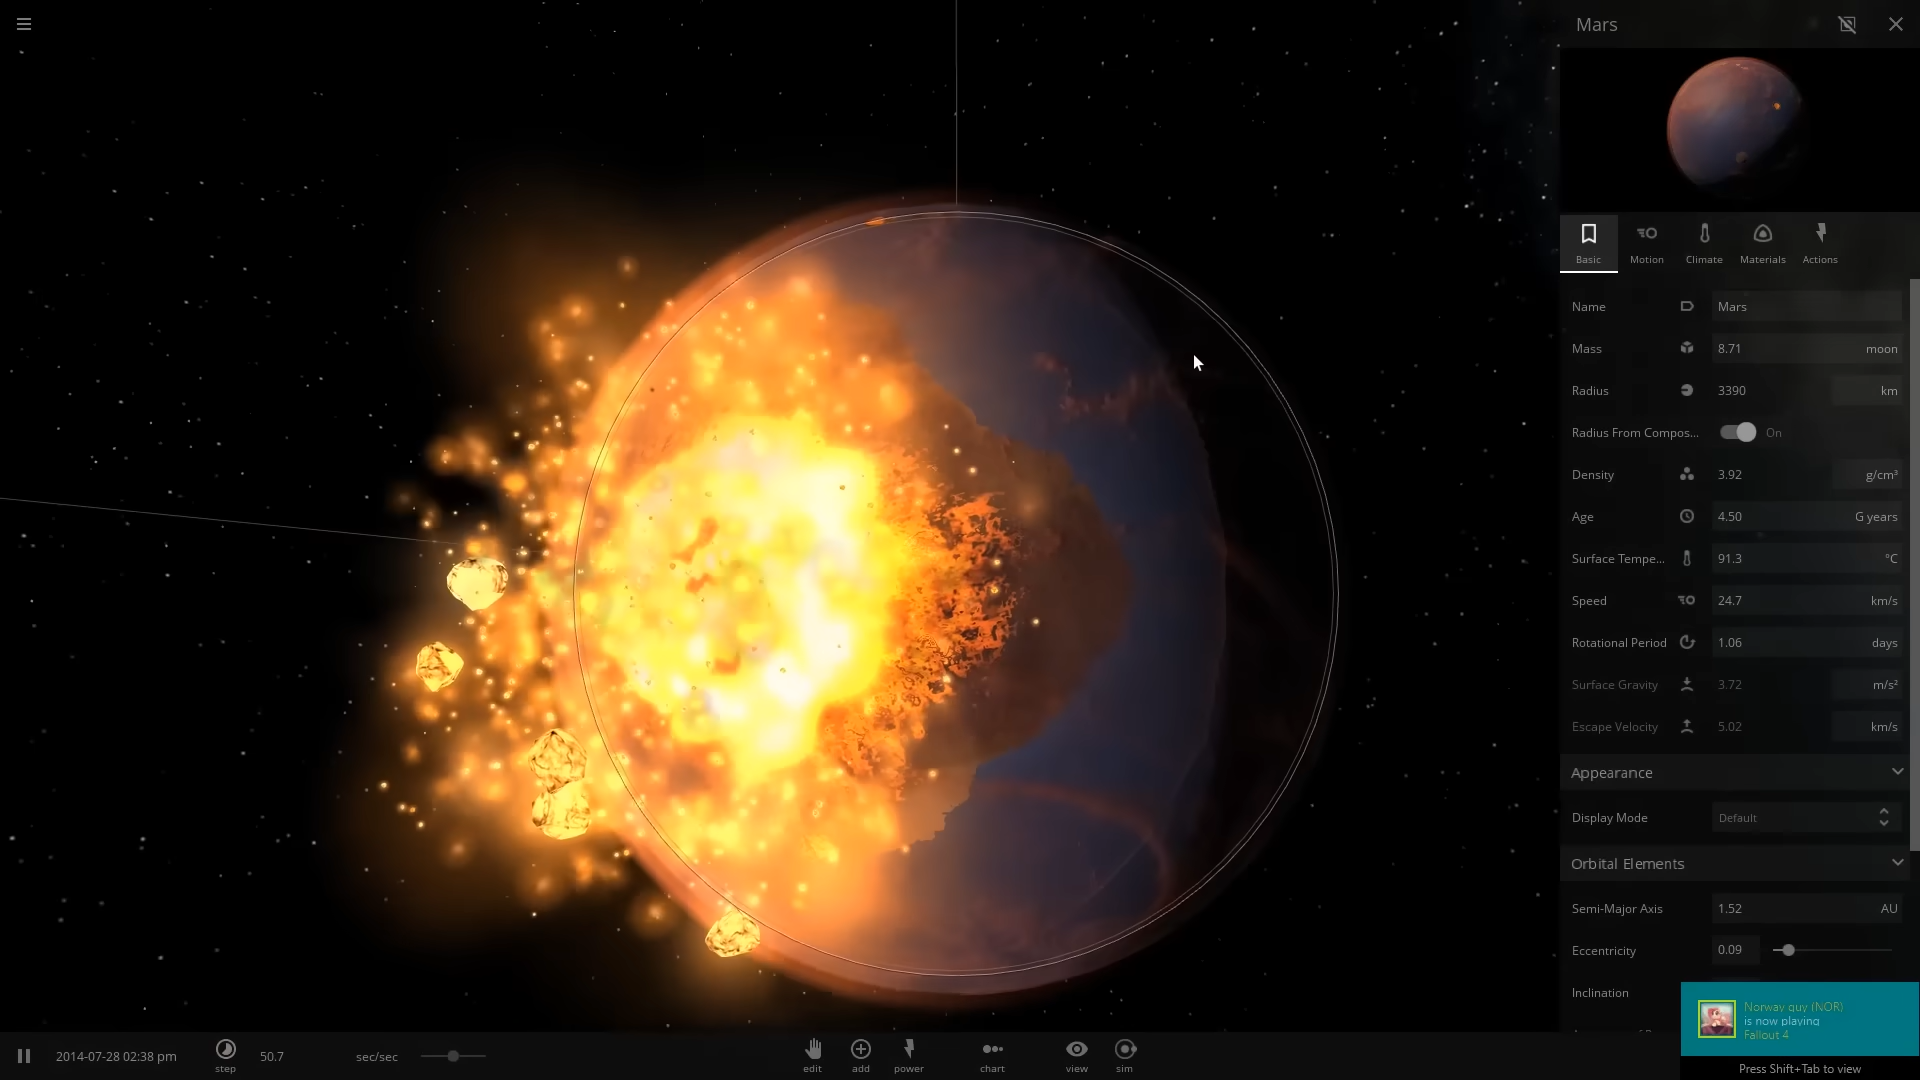 Mars
Basic
Motion
Climate
Materials
Actions
Name Mars
Mass 8.71 moon
Radius 3390 km
Radius From Compos... On
Density 3.92 g/cm³
Age 4.50 G years
Surface Tempe... 91.3 °C
Speed 24.7 km/s
Rotational Period 1.06 days
Surface Gravity 3.72 m/s²
Escape Velocity 5.02 km/s
Appearance
Display Mode Default
Orbital Elements
Semi-Major Axis 1.52 AU
Eccentricity 0.09
Inclination
Norway guy (NOR)
is now playing
Fallout 4
Press Shift+Tab to view
2014-07-28 02:38 pm
step
50.7 sec/sec
edit
add
power
chart
view
sim